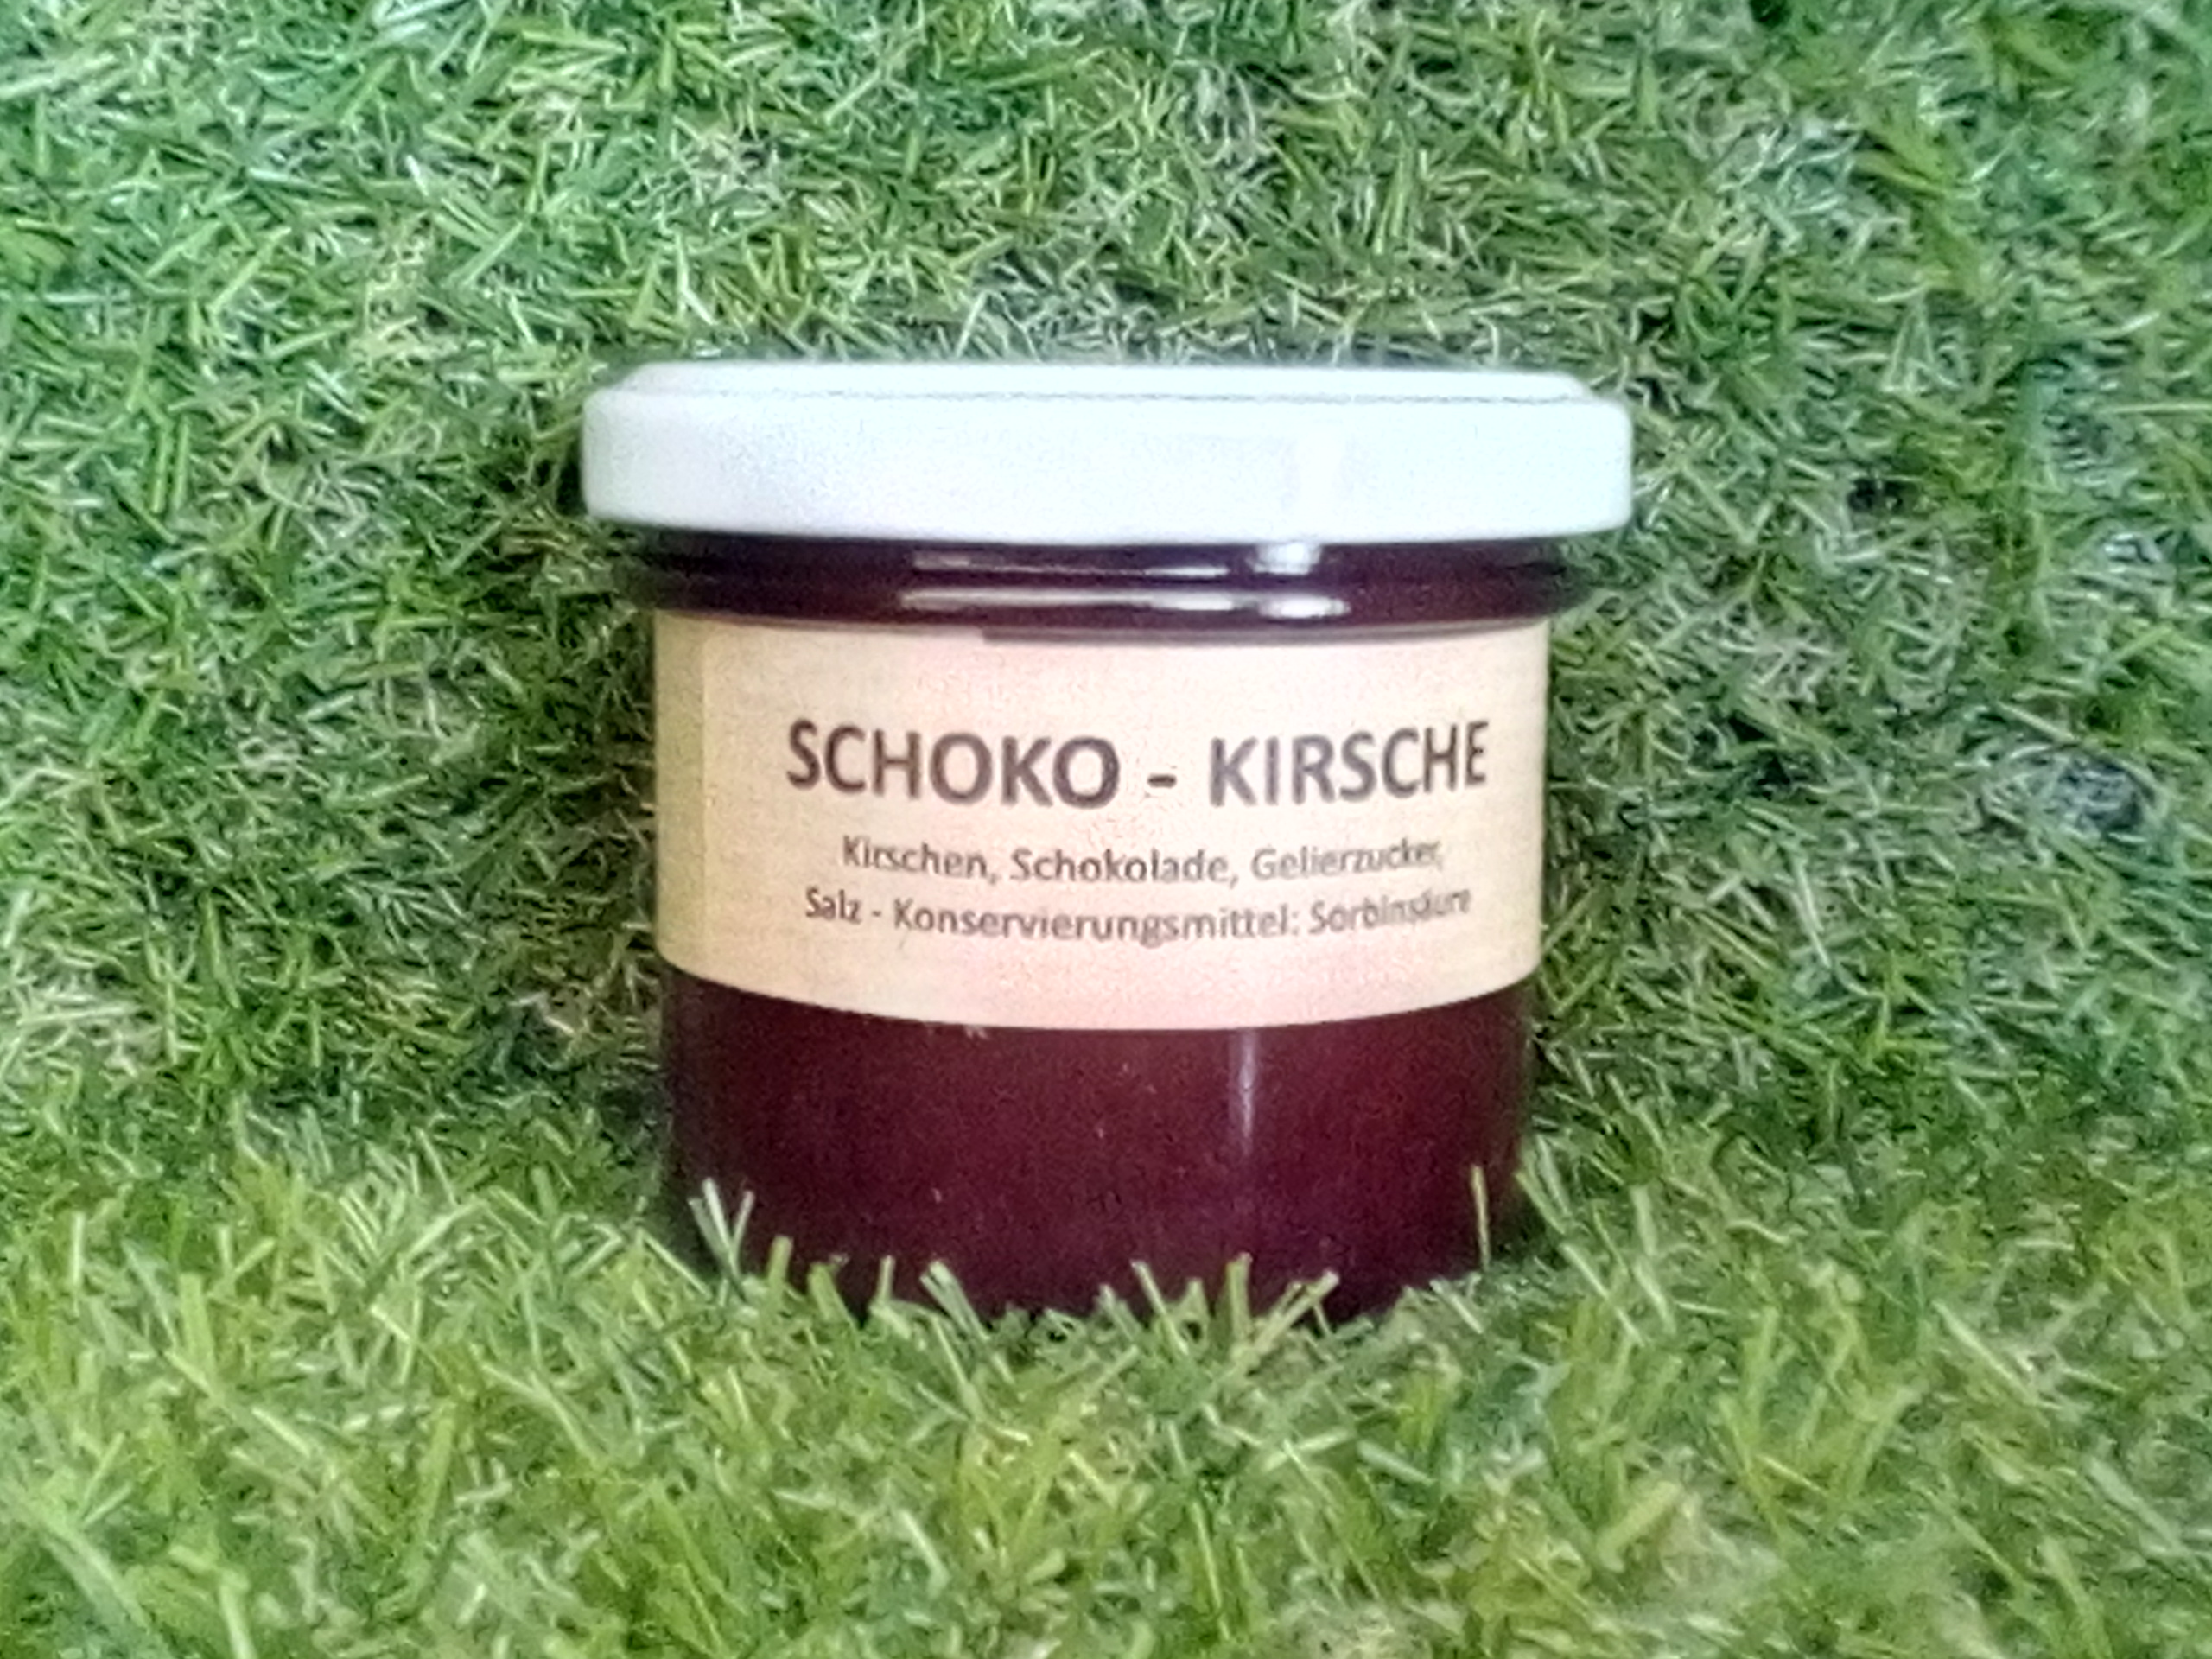 SCHOKO - KIRSCHE
Kirschen, Schokolade, Gelierzucker,
Salz - Konservierungsmittel: Sorbinsäure